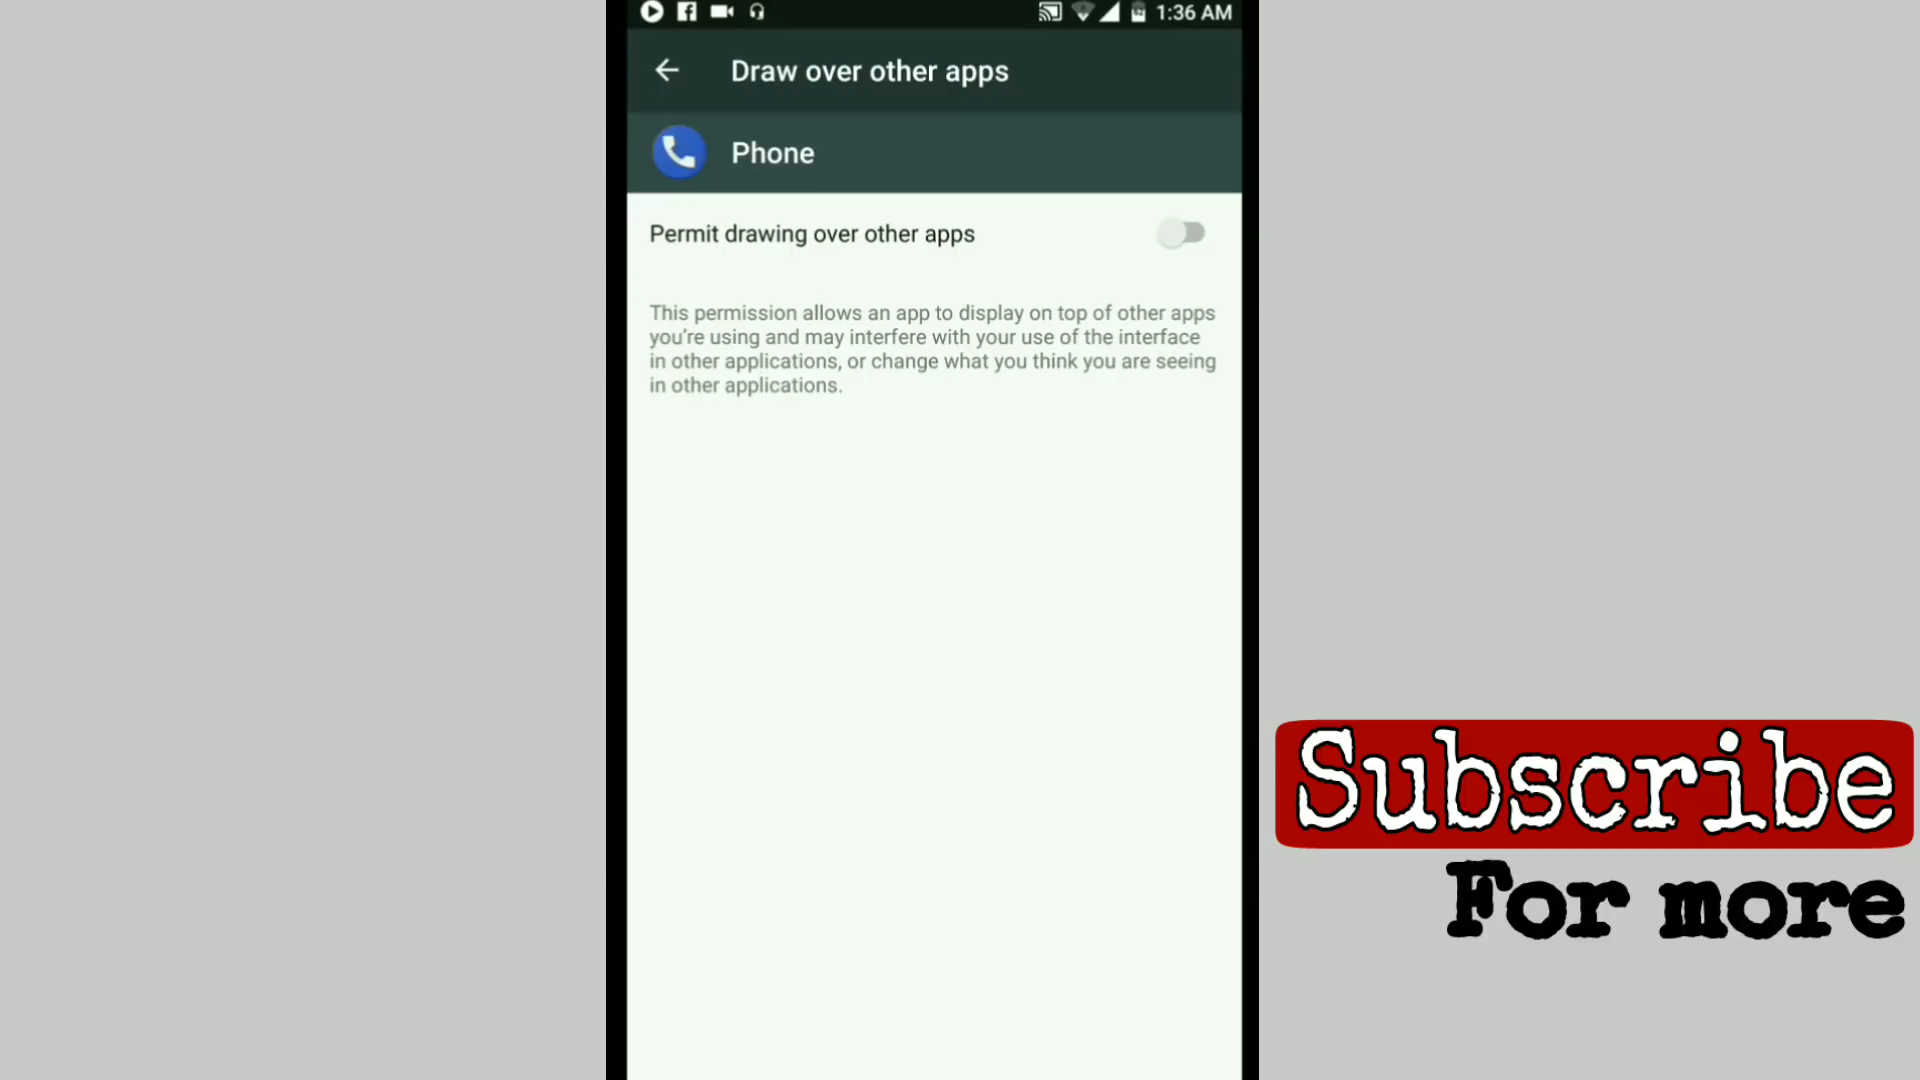 1:36 AM
Draw over other apps
Phone
Permit drawing over other apps
This permission allows an app to display on top of other apps
you're using and may interfere with your use of the interface
in other applications, or change what you think you are seeing
in other applications.
Subscribe
For more